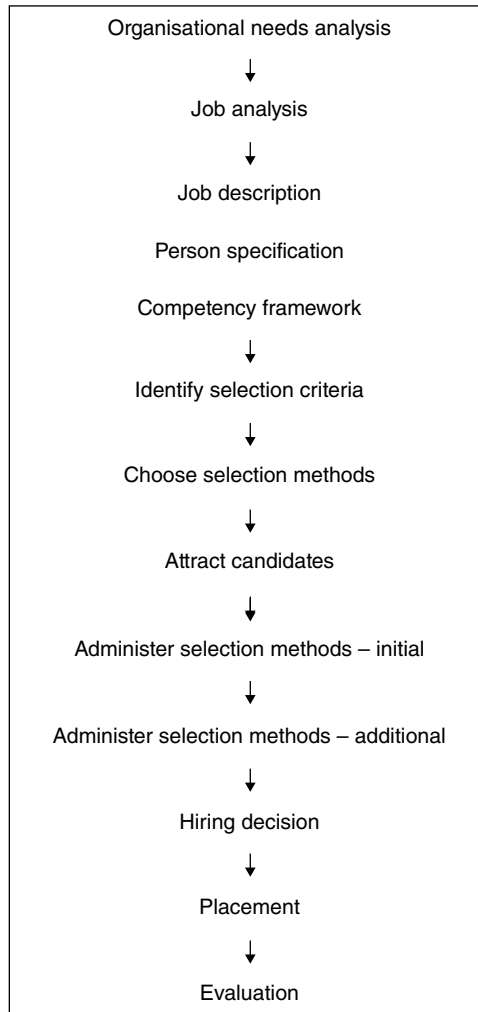 Organisational needs analysis
Job analysis
Job description
Person specification
Competency framework
Identify selection criteria
Choose selection methods
Attract candidates
Administer selection methods – initial
Administer selection methods – additional
Hiring decision
Placement
Evaluation